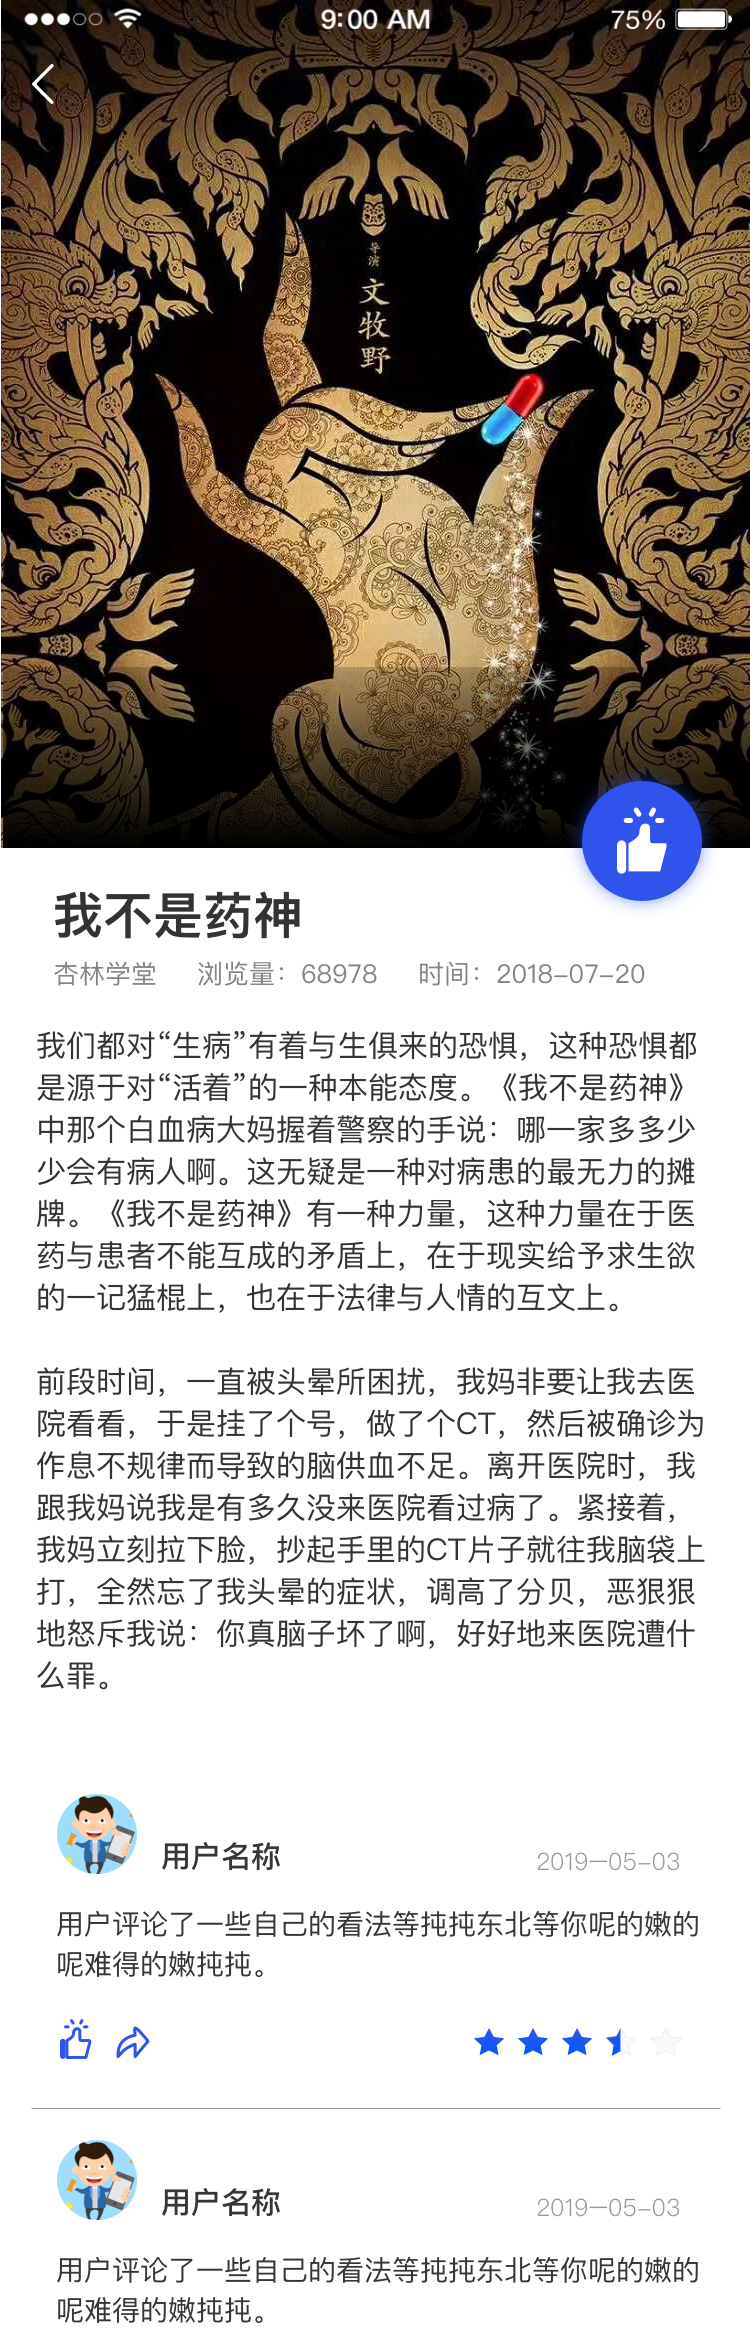 9:00 AM
75%
导演
文牧野
我不是药神
杏林学堂 浏览量：68978 时间：2018-07-20
我们都对“生病”有着与生俱来的恐惧，这种恐惧都
是源于对“活着”的一种本能态度。《我不是药神》
中那个白血病大妈握着警察的手说：哪一家多多少
少会有病人啊。这无疑是一种对病患的最无力的摊
牌。《我不是药神》有一种力量，这种力量在于医
药与患者不能互成的矛盾上，在于现实给予求生欲
的一记猛棍上，也在于法律与人情的互文上。
前段时间，一直被头晕所困扰，我妈非要让我去医
院看看，于是挂了个号，做了个CT，然后被确诊为
作息不规律而导致的脑供血不足。离开医院时，我
跟我妈说我是有多久没来医院看过病了。紧接着，
我妈立刻拉下脸，抄起手里的CT片子就往我脑袋上
打，全然忘了我头晕的症状，调高了分贝，恶狠狠
地怒斥我说：你真脑子坏了啊，好好地来医院遭什
么罪。
用户名称
2019—05-03
用户评论了一些自己的看法等扽扽东北等你呢的嫩的
呢难得的嫩扽扽。
用户名称
2019—05-03
用户评论了一些自己的看法等扽扽东北等你呢的嫩的
呢难得的嫩扽扽。